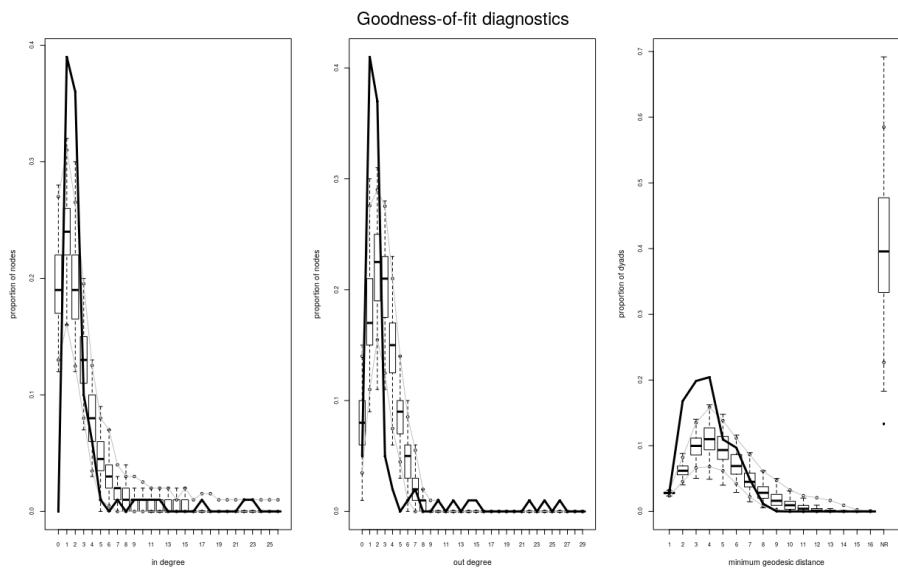 Goodness-of-fit diagnostics
proportion of nodes
0.4
0.3
0.2
0.1
0.0
0 1 2 3 4 5 6 7 8 9 11 13 15 17 19 21 23 25
in degree
proportion of nodes
0.4
0.3
0.2
0.1
0.0
0 1 2 3 4 5 6 7 8 9 11 13 15 17 19 21 23 25 27 29
out degree
proportion of dyads
0.7
0.6
0.5
0.4
0.3
0.2
0.1
0.0
1 2 3 4 5 6 7 8 9 10 11 12 13 14 15 16 NR
minimum geodesic distance